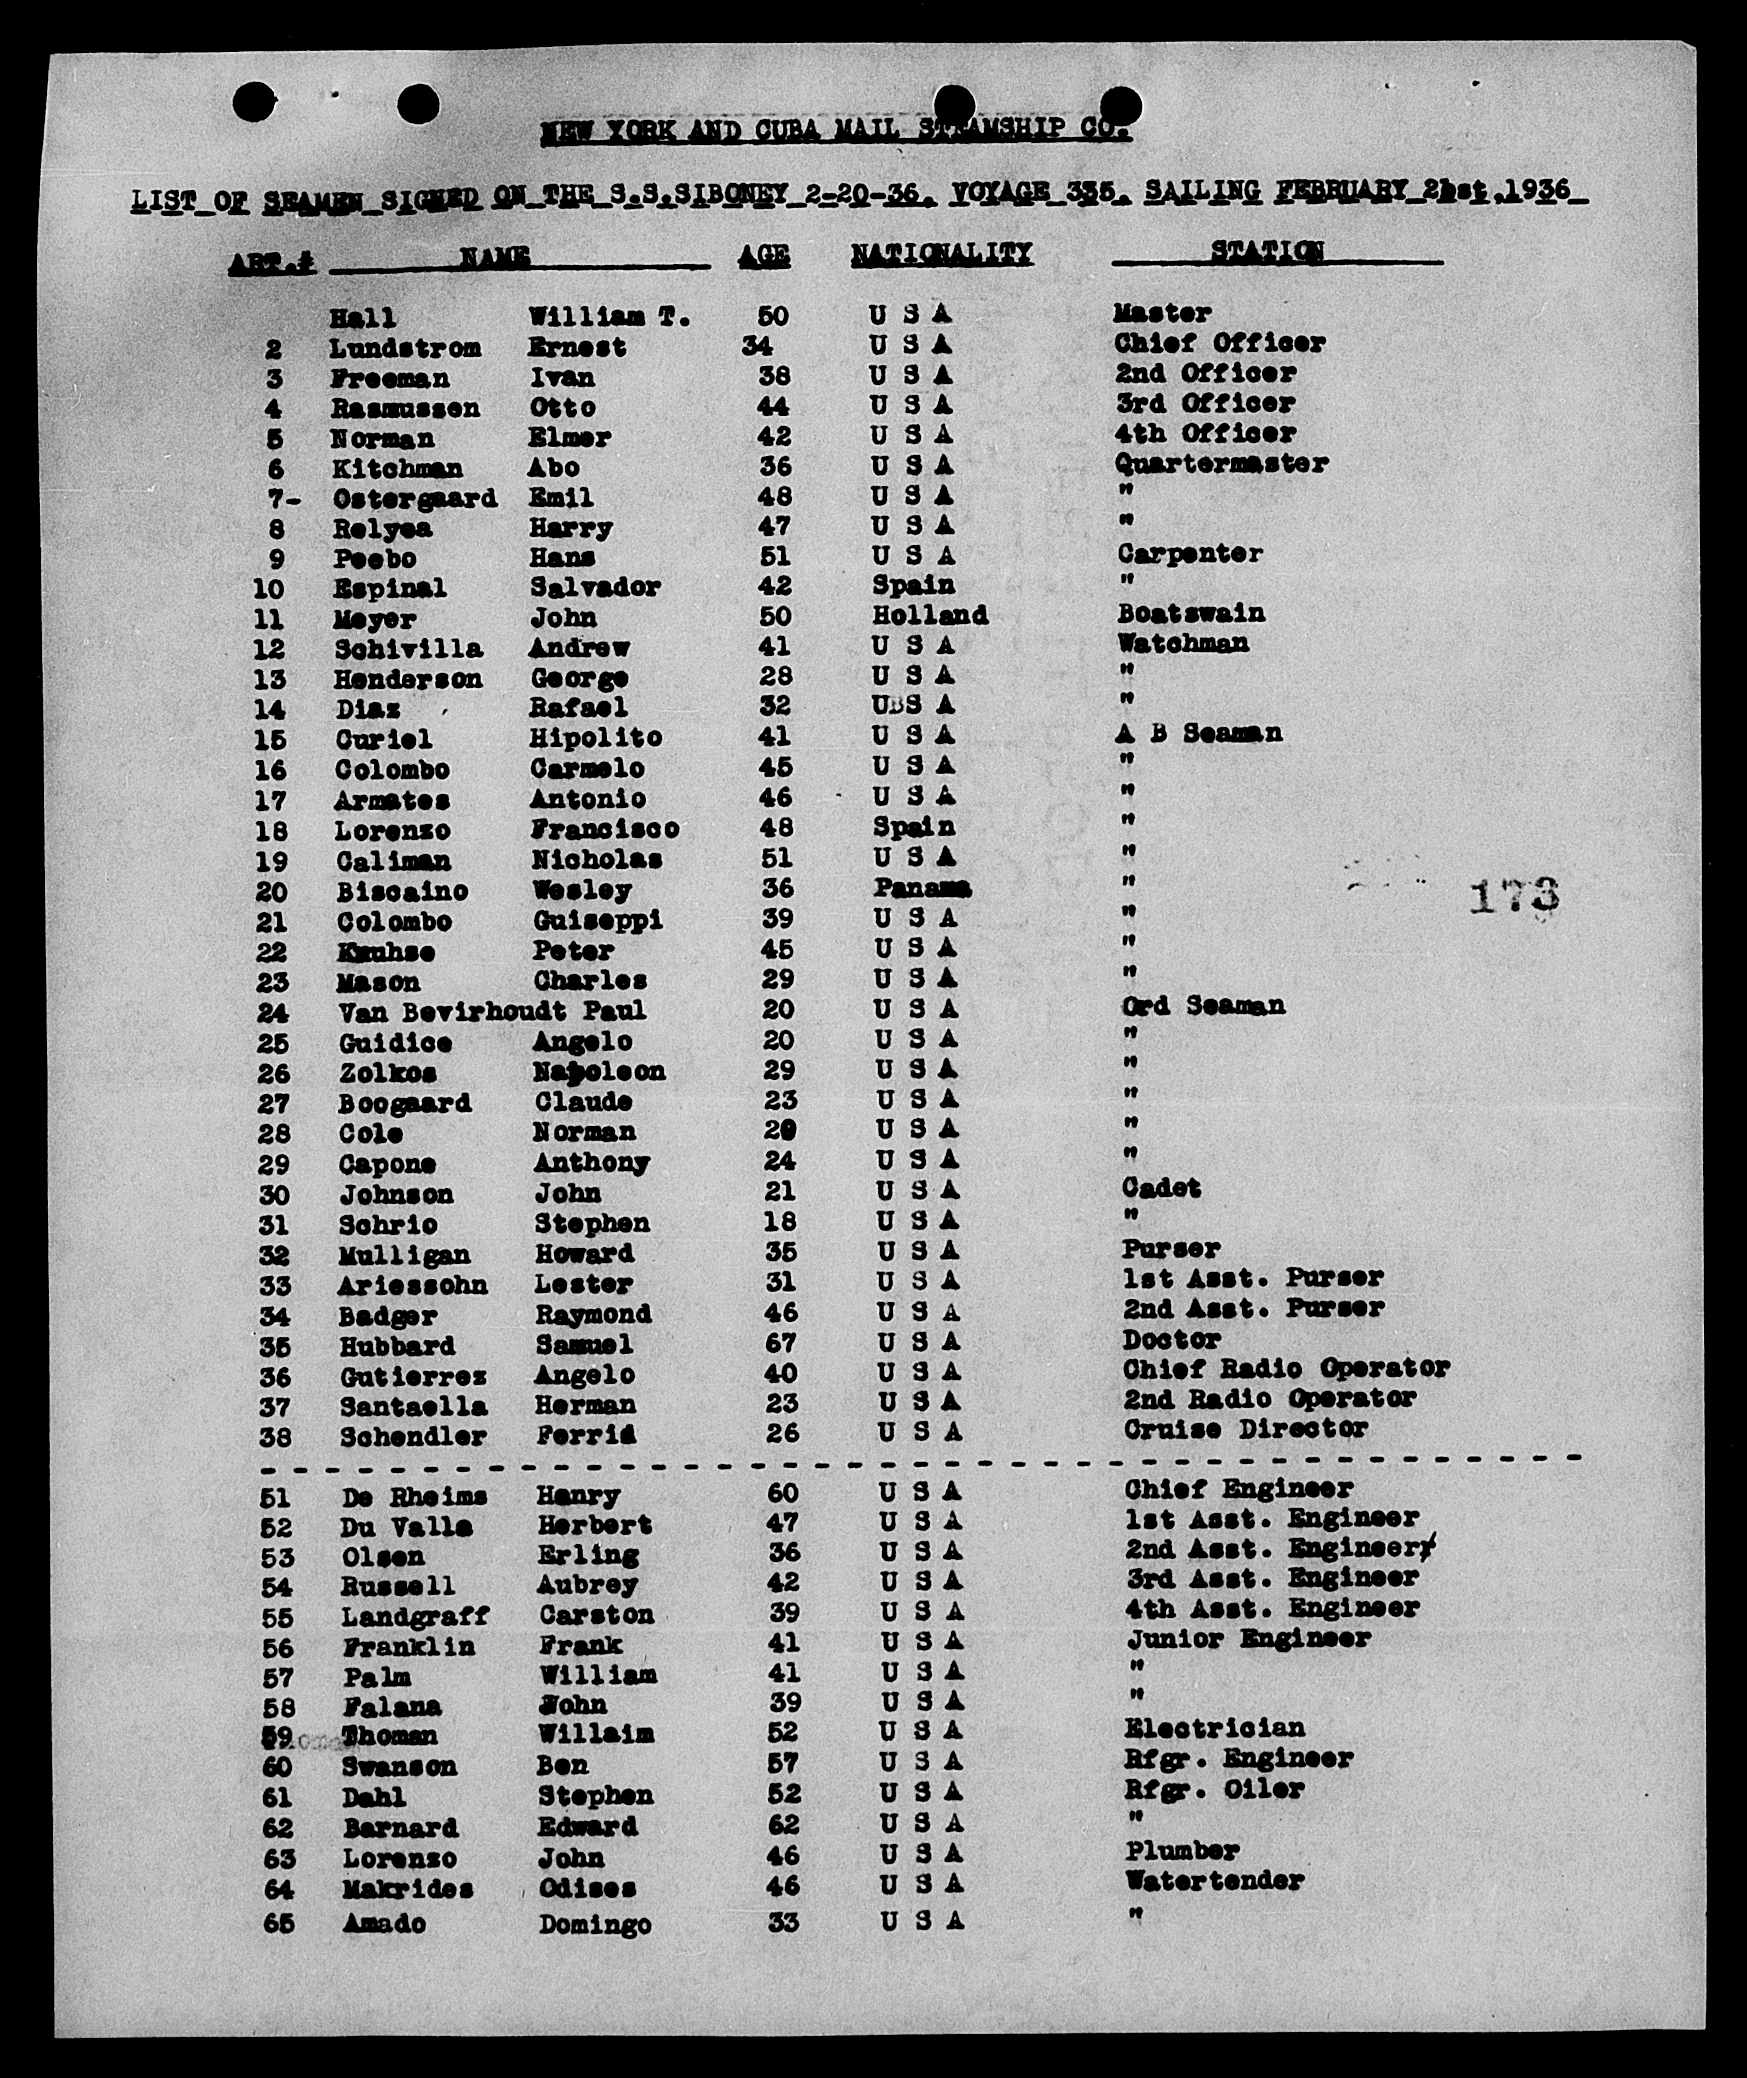 NEW YORK AND CUBA MAIL STEAMSHIP CO.
LIST OF SEAMEN SIGNED ON THE S.S.SIBONEY 2-20-36. VOYAGE 335. SAILING FEBRUARY 21st,1936
ART.# NAME AGE NATIONALITY STATION
Hall William T. 50 U S A Master
2 Lundstrom Ernest 34 U S A Chief Officer
3 Freeman Ivan 38 U S A 2nd Officer
4 Rasmussen Otto 44 U S A 3rd Officer
5 Norman Elmer 42 U S A 4th Officer
6 Kitchman Abo 36 U S A Quartermaster
7- Ostergaard Emil 48 U S A "
8 Relyea Harry 47 U S A "
9 Peebo Hans 51 U S A Carpenter
10 Espinal Salvador 42 Spain "
11 Meyer John 50 Holland Boatswain
12 Schivilla Andrew 41 U S A Watchman
13 Henderson George 28 U S A "
14 Diaz Rafael 32 U S A "
15 Curiel Hipolito 41 U S A A B Seaman
16 Colombo Carmelo 45 U S A "
17 Armates Antonio 46 U S A "
18 Lorenzo Francisco 48 Spain "
19 Caliman Nicholas 51 U S A "
20 Biscaino Wesley 36 Panama " 173
21 Colombo Guiseppi 39 U S A "
22 Peter 45 U S A "
23 Mason Charles 29 U S A "
24 Van Bevirhoudt Paul 20 U S A Ord Seaman
25 Guidice Angelo 20 U S A "
26 Zolkos Napoleon 29 U S A "
27 Boogaard Claude 23 U S A "
28 Cole Norman 20 U S A "
29 Capone Anthony 24 U S A "
30 Johnson John 21 U S A Cadet
31 Schrio Stephen 18 U S A "
32 Mulligan Howard 35 U S A Purser
33 Ariessohn Lester 31 U S A 1st Asst. Purser
34 Badger Raymond 46 U S A 2nd Asst. Purser
35 Hubbard Samuel 67 U S A Doctor
36 Gutierrez Angelo 40 U S A Chief Radio Operator
37 Santaella Herman 23 U S A 2nd Radio Operator
38 Schendler Ferrid 26 U S A Cruise Director
- - - - - - - - - - - - - - - - - - - - - - - - - - - - - - - - - - - - - - - - -
51 De Rheims Henry 60 U S A Chief Engineer
52 Du Valle Herbert 47 U S A 1st Asst. Engineer
53 Olsen Erling 36 U S A 2nd Asst. Engineer
54 Russell Aubrey 42 U S A 3rd Asst. Engineer
55 Landgraff Carston 39 U S A 4th Asst. Engineer
56 Franklin Frank 41 U S A Junior Engineer
57 Palm William 41 U S A "
58 Falana John 39 U S A "
59 Thoman Willaim 52 U S A Electrician
60 Swanson Ben 57 U S A Rfgr. Engineer
61 Dahl Stephen 52 U S A Rfgr. Oiler
62 Barnard Edward 62 U S A "
63 Lorenzo John 46 U S A Plumber
64 Makrides Odises 46 U S A Watertender
65 Amado Domingo 33 U S A "